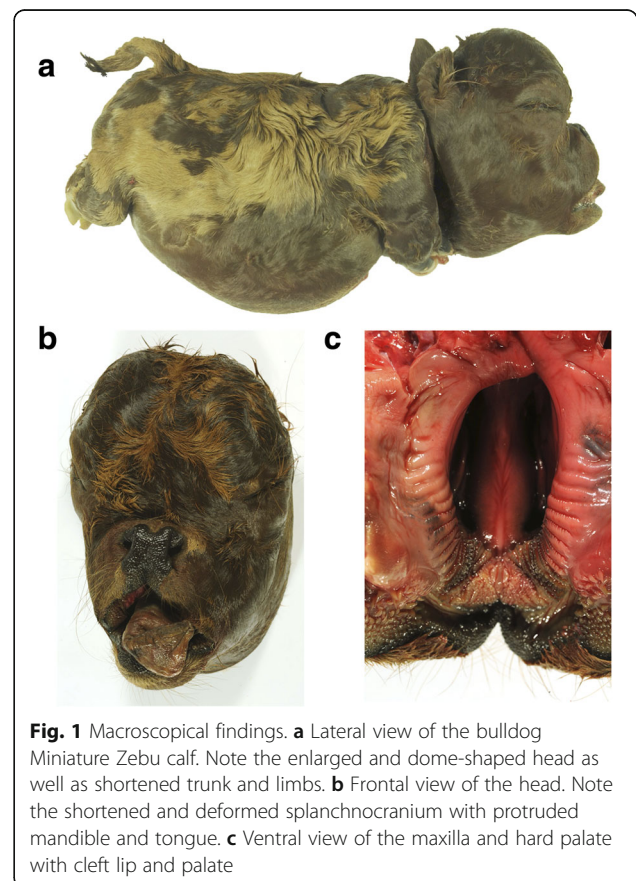 a
b
c
Fig. 1 Macroscopical findings. a Lateral view of the bulldog
Miniature Zebu calf. Note the enlarged and dome-shaped head as
well as shortened trunk and limbs. b Frontal view of the head. Note
the shortened and deformed splanchnocranium with protruded
mandible and tongue. c Ventral view of the maxilla and hard palate
with cleft lip and palate